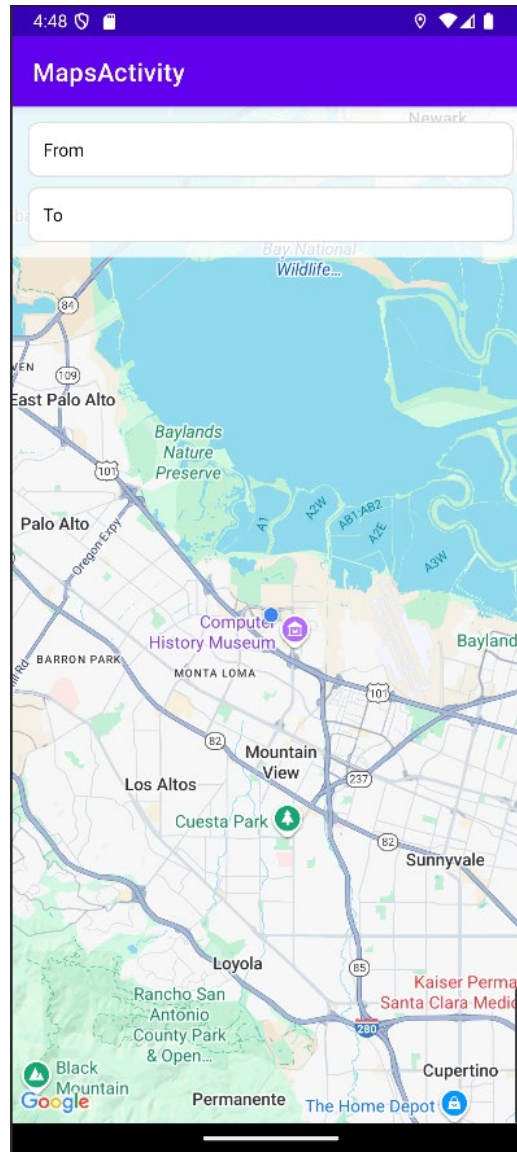 4:48
MapsActivity
Newark
From
To
Bay National
Wildlife...
84
109
East Palo Alto
Baylands
Nature
Preserve
101
A1
A2W
AB1:AB2
A2E
A3W
Palo Alto
Oregon Expy
Computer
History Museum
Bayland
BARRON PARK
MONTA LOMA
101
82
Mountain
View
237
Los Altos
Cuesta Park
82
Sunnyvale
Loyola
85
Kaiser Perma
Santa Clara Medic
Rancho San
Antonio
County Park
& Open...
280
Black
Mountain
Cupertino
Google
Permanente
The Home Depot